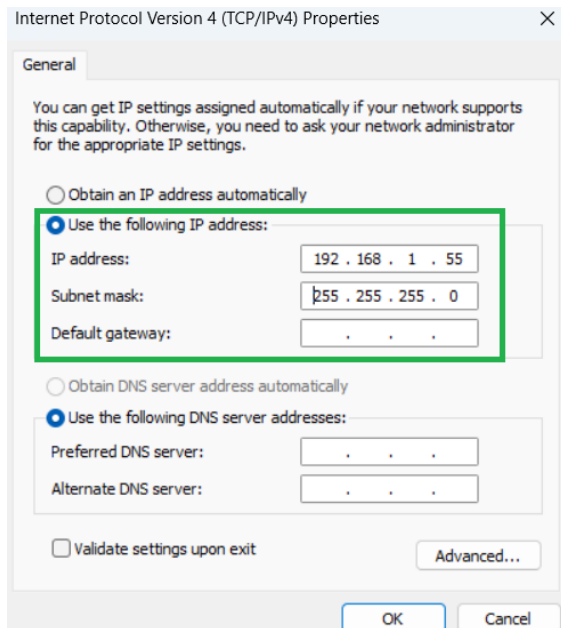 Internet Protocol Version 4 (TCP/IPv4) Properties
General
You can get IP settings assigned automatically if your network supports
this capability. Otherwise, you need to ask your network administrator
for the appropriate IP settings.
Obtain an IP address automatically
Use the following IP address:
IP address: 192 . 168 . 1 . 55
Subnet mask: 255 . 255 . 255 . 0
Default gateway: . . .
Obtain DNS server address automatically
Use the following DNS server addresses:
Preferred DNS server: . . .
Alternate DNS server: . . .
Validate settings upon exit
Advanced...
OK Cancel